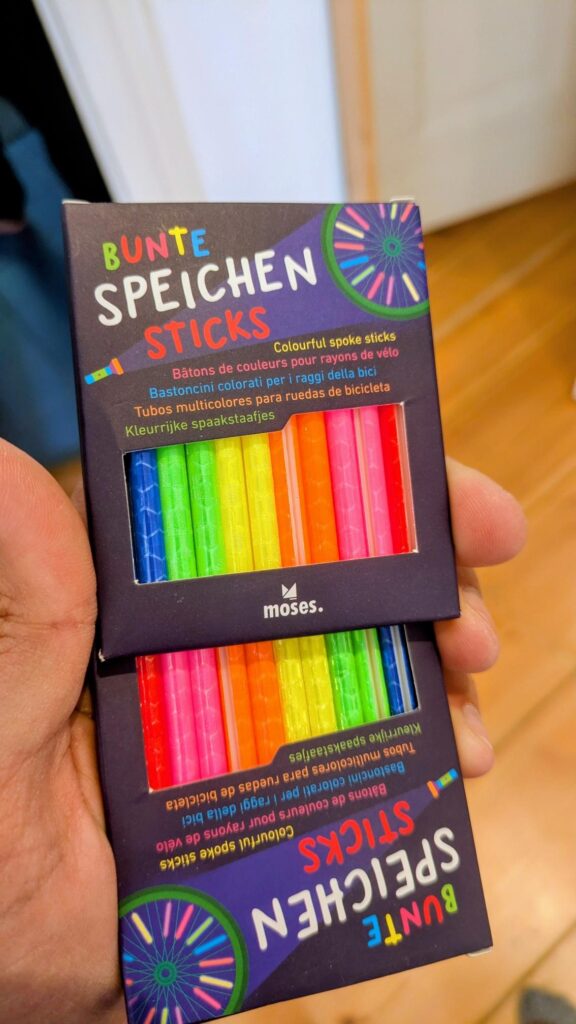 BUNTE
SPEICHEN
STICKS
Colourful spoke sticks
Bâtons de couleurs pour rayons de vélo
Bastoncini colorati per i raggi della bici
Tubos multicolores para ruedas de bicicleta
Kleurrijke spaakstaafjes
moses.
BUNTE
SPEICHEN
STICKS
Colourful spoke sticks
Bâtons de couleurs pour rayons de vélo
Bastoncini colorati per i raggi della bici
Tubos multicolores para ruedas de bicicleta
Kleurrijke spaakstaafjes